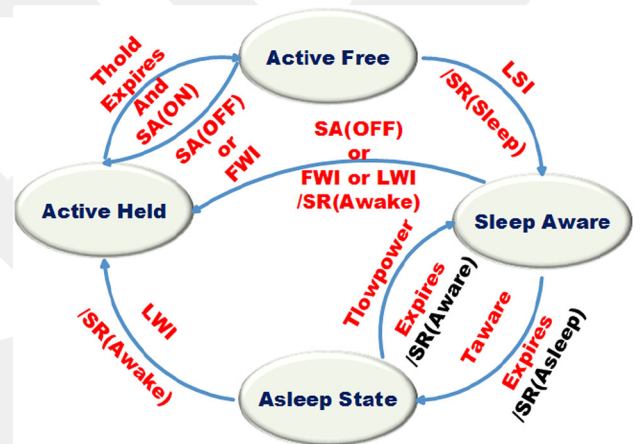 Active Free
Thold
Expires
And
SA(ON)
SA(OFF)
or
FWI
LSI
/SR(Sleep)
SA(OFF)
or
FWI or LWI
/SR(Awake)
Active Held
Sleep Aware
LWI
/SR(Awake)
Tlowpower
Expires
/SR(Aware)
Taware
Expires
/SR(Asleep)
Asleep State